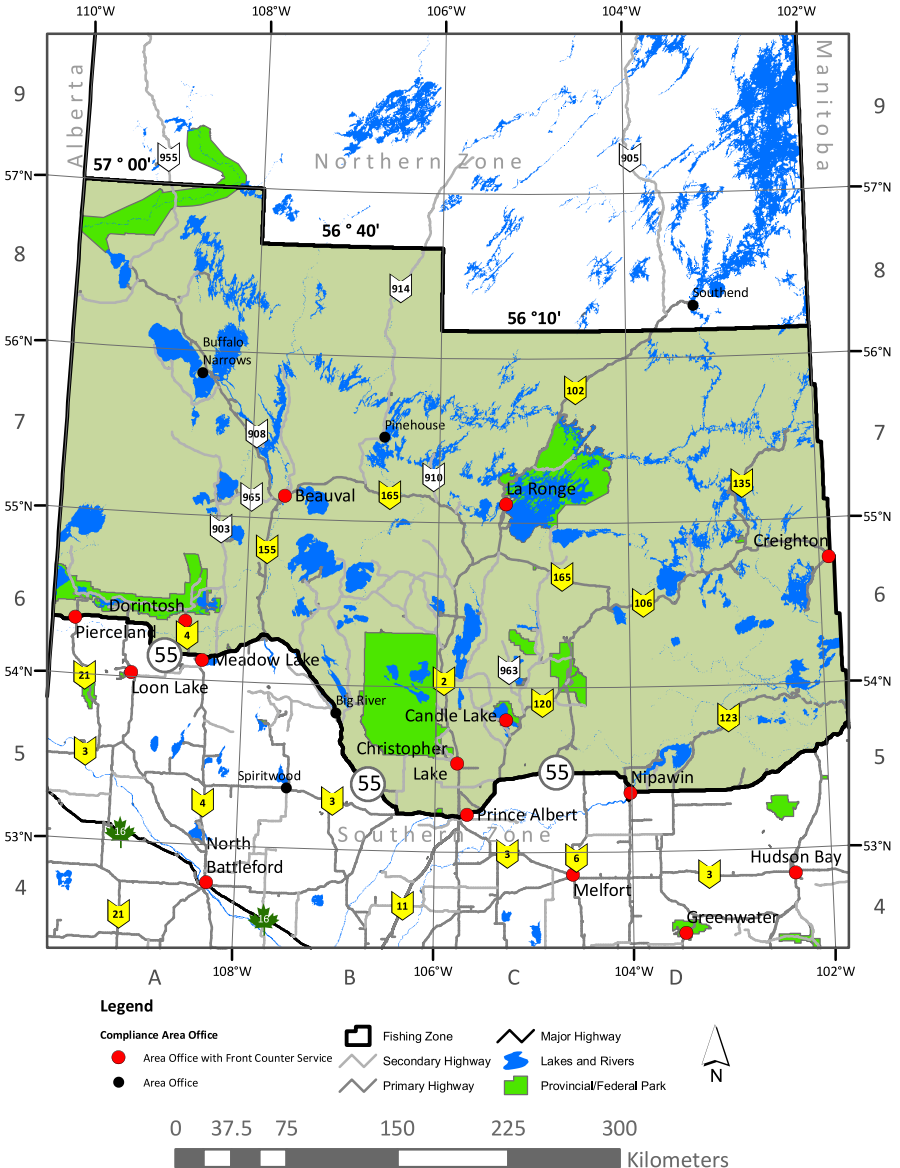 110°W
108°W
106°W
104°W
102°W
Alberta
Manitoba
9
9
955
905
57 ° 00'
Northern Zone
57°N
57°N
56 ° 40'
8
8
914
Southend
56 °10'
56°N
56°N
Buffalo
Narrows
102
7
7
Pinehouse
908
910
135
965
Beauval
165
La Ronge
55°N
55°N
903
Creighton
155
165
6
6
Dorintosh
106
Pierceland
4
55
Meadow Lake
963
54°N
54°N
21
Loon Lake
2
Big River
120
Candle Lake
123
3
Christopher
Lake
5
5
Spiritwood
55
55
Nipawin
4
3
Prince Albert
53°N
16
Southern Zone
53°N
North
Battleford
3
6
3
Hudson Bay
4
4
Melfort
21
16
11
Greenwater
A
108°W
B
106°W
C
104°W
D
102°W
Legend
Compliance Area Office
Area Office with Front Counter Service
Area Office
Fishing Zone
Secondary Highway
Primary Highway
Major Highway
Lakes and Rivers
Provincial/Federal Park
N
0 37.5 75 150 225 300
Kilometers